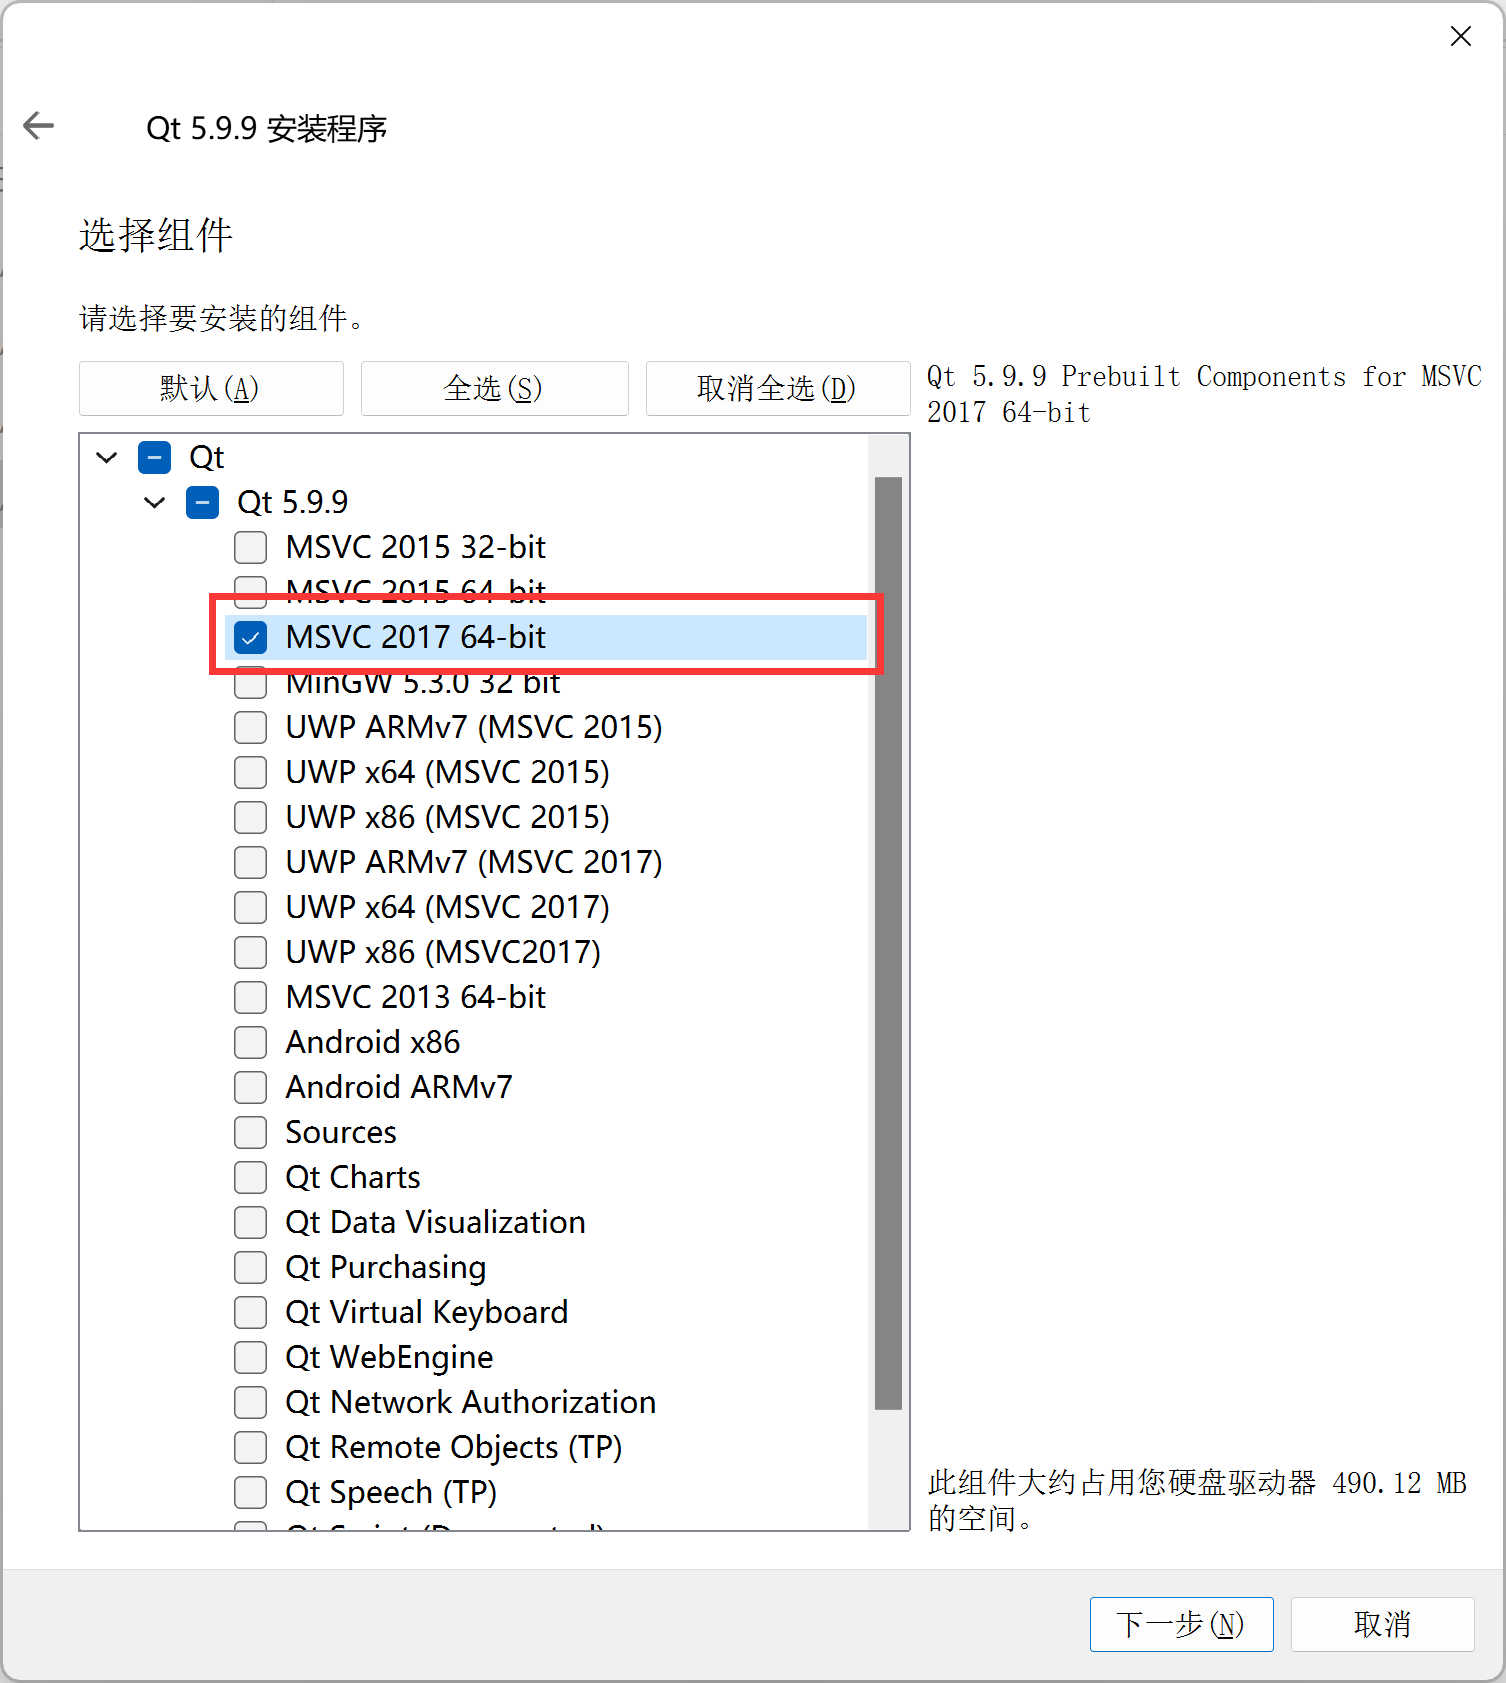 Qt 5.9.9 安装程序
选择组件
请选择要安装的组件。
默认(A)
全选(S)
取消全选(D)
Qt 5.9.9 Prebuilt Components for MSVC
2017 64-bit
Qt
Qt 5.9.9
MSVC 2015 32-bit
MSVC 2015 64-bit
MSVC 2017 64-bit
MinGW 5.3.0 32 bit
UWP ARMv7 (MSVC 2015)
UWP x64 (MSVC 2015)
UWP x86 (MSVC 2015)
UWP ARMv7 (MSVC 2017)
UWP x64 (MSVC 2017)
UWP x86 (MSVC2017)
MSVC 2013 64-bit
Android x86
Android ARMv7
Sources
Qt Charts
Qt Data Visualization
Qt Purchasing
Qt Virtual Keyboard
Qt WebEngine
Qt Network Authorization
Qt Remote Objects (TP)
Qt Speech (TP)
此组件大约占用您硬盘驱动器 490.12 MB
的空间。
下一步(N)
取消